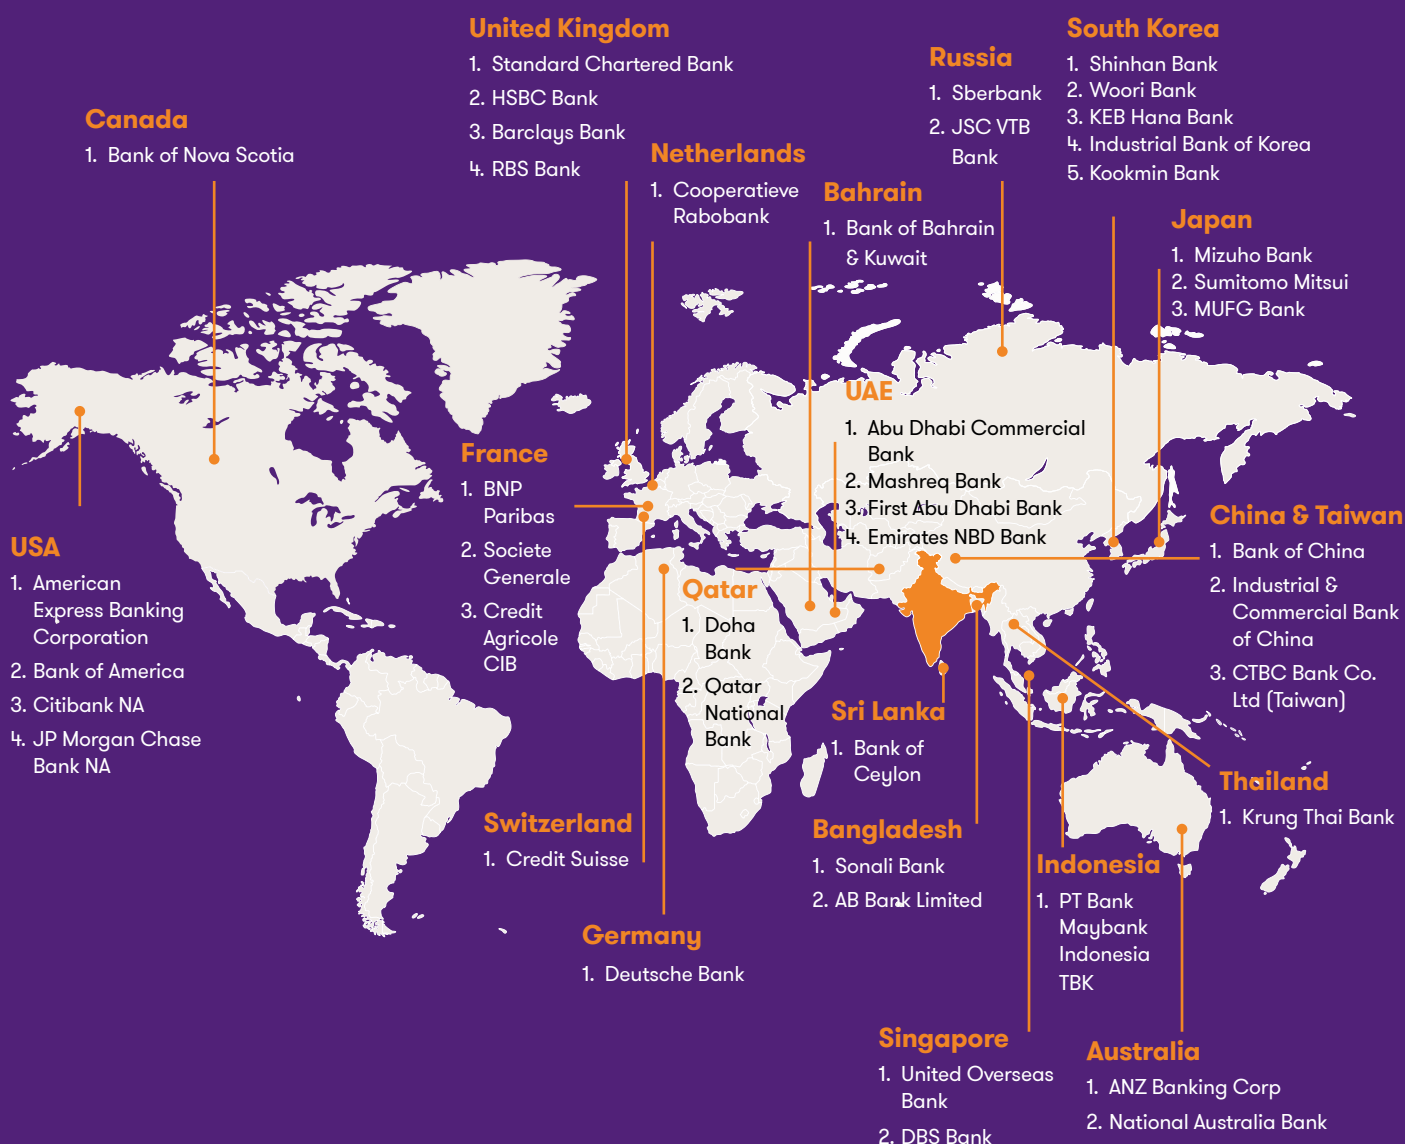 United Kingdom
1. Standard Chartered Bank
2. HSBC Bank
3. Barclays Bank
4. RBS Bank
South Korea
1. Shinhan Bank
2. Woori Bank
3. KEB Hana Bank
4. Industrial Bank of Korea
5. Kookmin Bank
Russia
1. Sberbank
2. JSC VTB
Bank
Canada
1. Bank of Nova Scotia
Netherlands
1. Cooperatieve
Rabobank
Bahrain
1. Bank of Bahrain
& Kuwait
Japan
1. Mizuho Bank
2. Sumitomo Mitsui
3. MUFG Bank
UAE
1. Abu Dhabi Commercial
Bank
2. Mashreq Bank
3. First Abu Dhabi Bank
4. Emirates NBD Bank
France
1. BNP
Paribas
2. Societe
Generale
3. Credit
Agricole
CIB
China & Taiwan
1. Bank of China
2. Industrial &
Commercial Bank
of China
3. CTBC Bank Co.
Ltd (Taiwan)
USA
1. American
Express Banking
Corporation
2. Bank of America
3. Citibank NA
4. JP Morgan Chase
Bank NA
Qatar
1. Doha
Bank
2. Qatar
National
Bank
Sri Lanka
1. Bank of
Ceylon
Thailand
1. Krung Thai Bank
Switzerland
1. Credit Suisse
Bangladesh
1. Sonali Bank
2. AB Bank Limited
Indonesia
1. PT Bank
Maybank
Indonesia
TBK
Germany
1. Deutsche Bank
Singapore
1. United Overseas
Bank
2. DBS Bank
Australia
1. ANZ Banking Corp
2. National Australia Bank